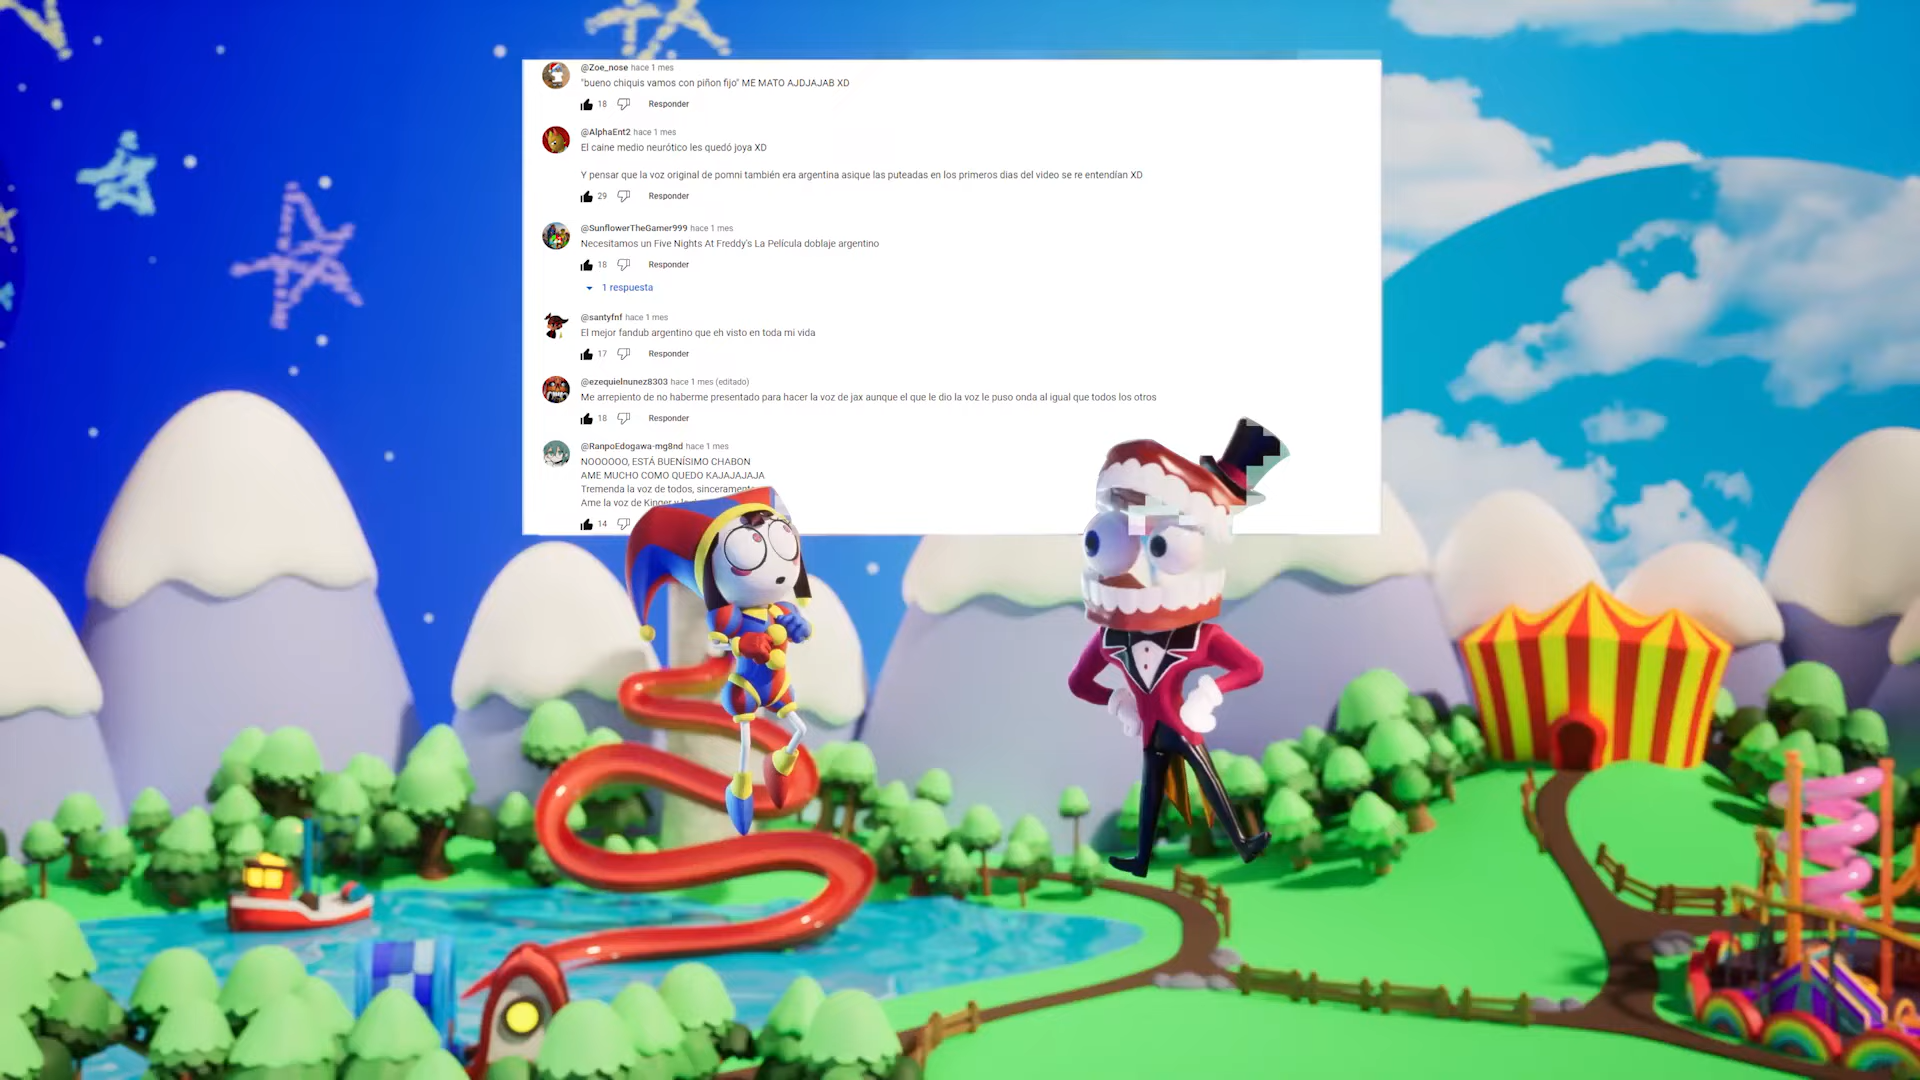 @Zoe_nose hace 1 mes
"bueno chiquis vamos con piñon fijo" ME MATO AJDJAJAB XD
18 Responder
@AlphaEnt2 hace 1 mes
El caine medio neurótico les quedó joya XD
Y pensar que la voz original de pomni también era argentina asique las puteadas en los primeros dias del video se re entendían XD
29 Responder
@SunflowerTheGamer999 hace 1 mes
Necesitamos un Five Nights At Freddy's La Película doblaje argentino
18 Responder
1 respuesta
@santyfnf hace 1 mes
El mejor fandub argentino que eh visto en toda mi vida
17 Responder
@ezequielnunez8303 hace 1 mes (editado)
Me arrepiento de no haberme presentado para hacer la voz de jax aunque el que le dio la voz le puso onda al igual que todos los otros
18 Responder
@RanpoEdogawa-mg8nd hace 1 mes
NOOOOOO, ESTÁ BUENÍSIMO CHABON
AME MUCHO COMO QUEDO KAJAJAJAJA
Tremenda la voz de todos, sinceramente
Ame la voz de Kinger y
14